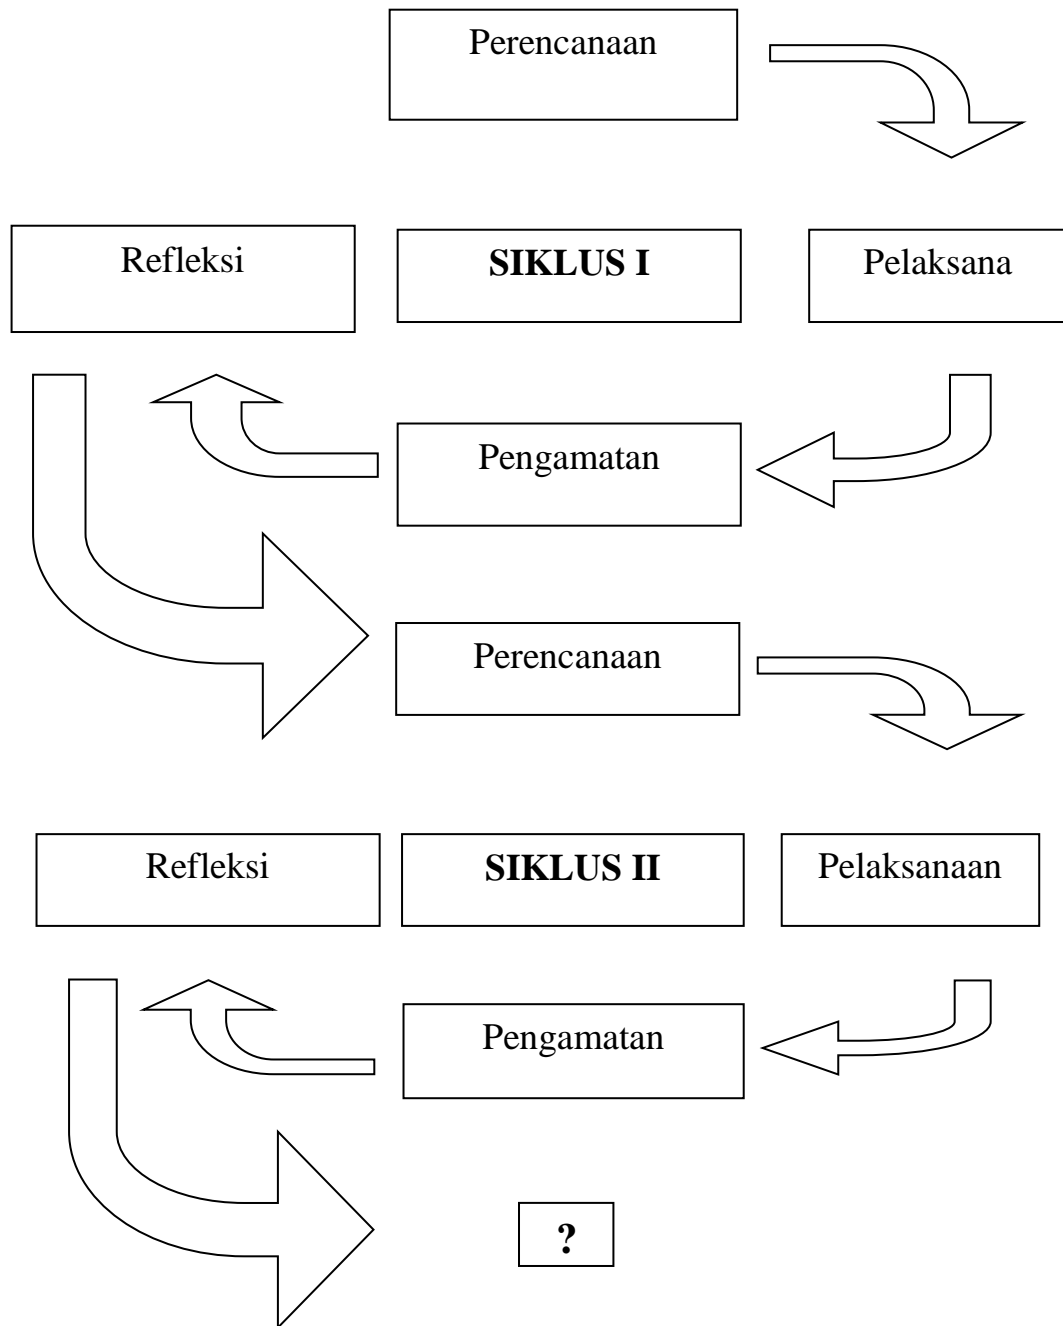 Perencanaan
Refleksi
SIKLUS I
Pelaksana
Pengamatan
Perencanaan
Refleksi
SIKLUS II
Pelaksanaan
Pengamatan
?